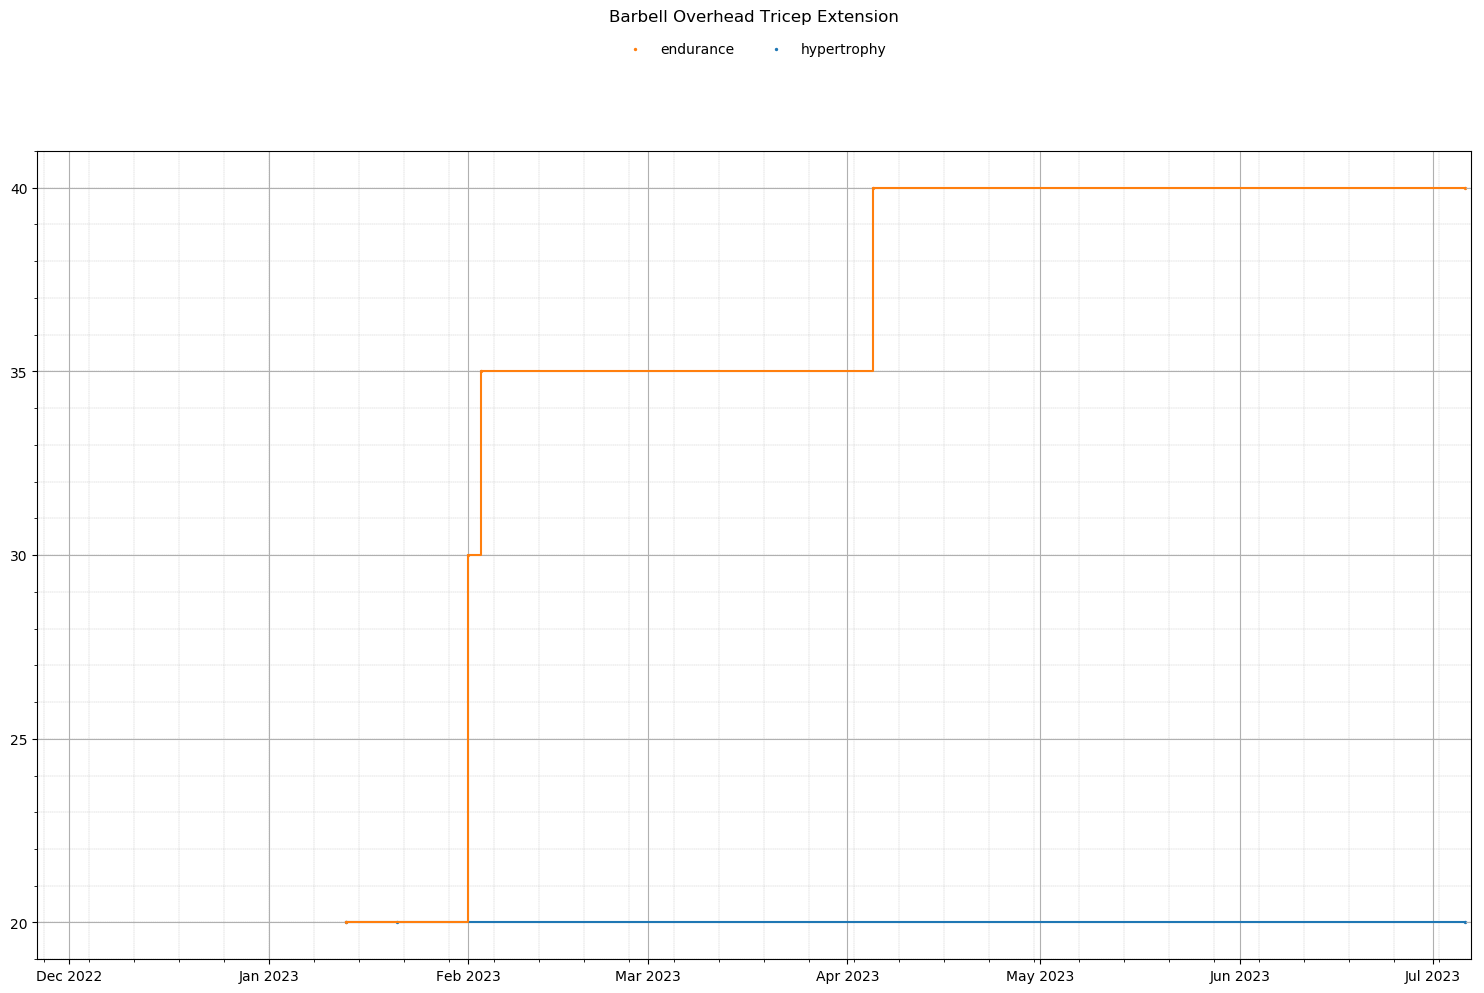 Barbell Overhead Tricep Extension
endurance hypertrophy
40
35
30
25
20
Dec 2022 Jan 2023 Feb 2023 Mar 2023 Apr 2023 May 2023 Jun 2023 Jul 2023